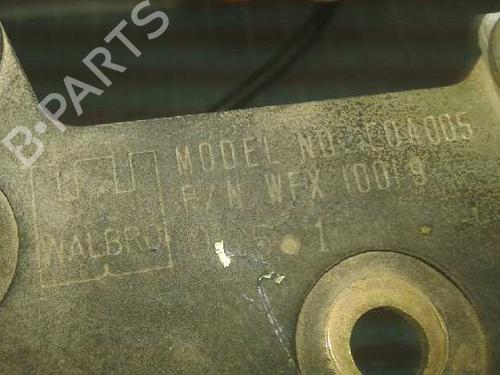 B-PARTS
MODEL NO. C04005
P/N WFX 10019
WALBRO